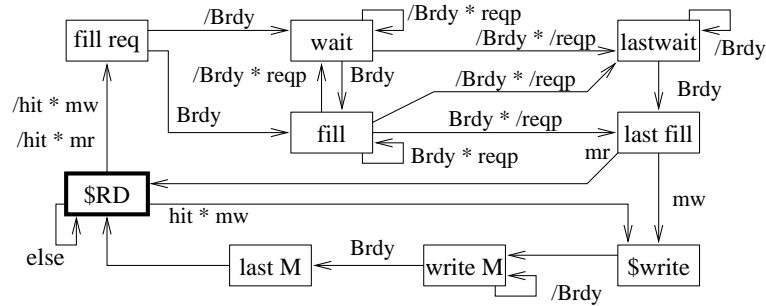 /Brdy
/Brdy * reqp
fill req
wait
/Brdy * /reqp
lastwait
/Brdy
/Brdy * reqp
Brdy
/Brdy * /reqp
Brdy
/hit * mw
Brdy
Brdy * /reqp
/hit * mr
fill
last fill
Brdy * reqp
mr
$RD
hit * mw
mw
else
Brdy
last M
write M
$write
/Brdy